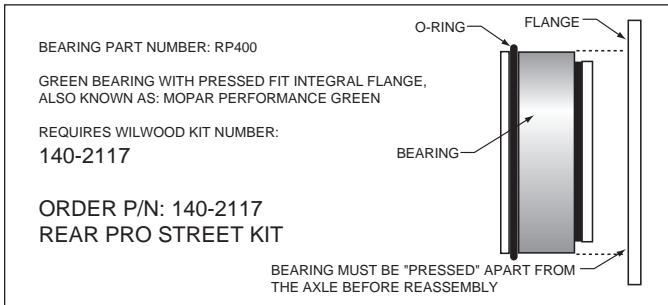 BEARING PART NUMBER: RP400
GREEN BEARING WITH PRESSED FIT INTEGRAL FLANGE,
ALSO KNOWN AS: MOPAR PERFORMANCE GREEN
REQUIRES WILWOOD KIT NUMBER:
140-2117
ORDER P/N: 140-2117
REAR PRO STREET KIT
O-RING
FLANGE
BEARING
BEARING MUST BE "PRESSED" APART FROM
THE AXLE BEFORE REASSEMBLY